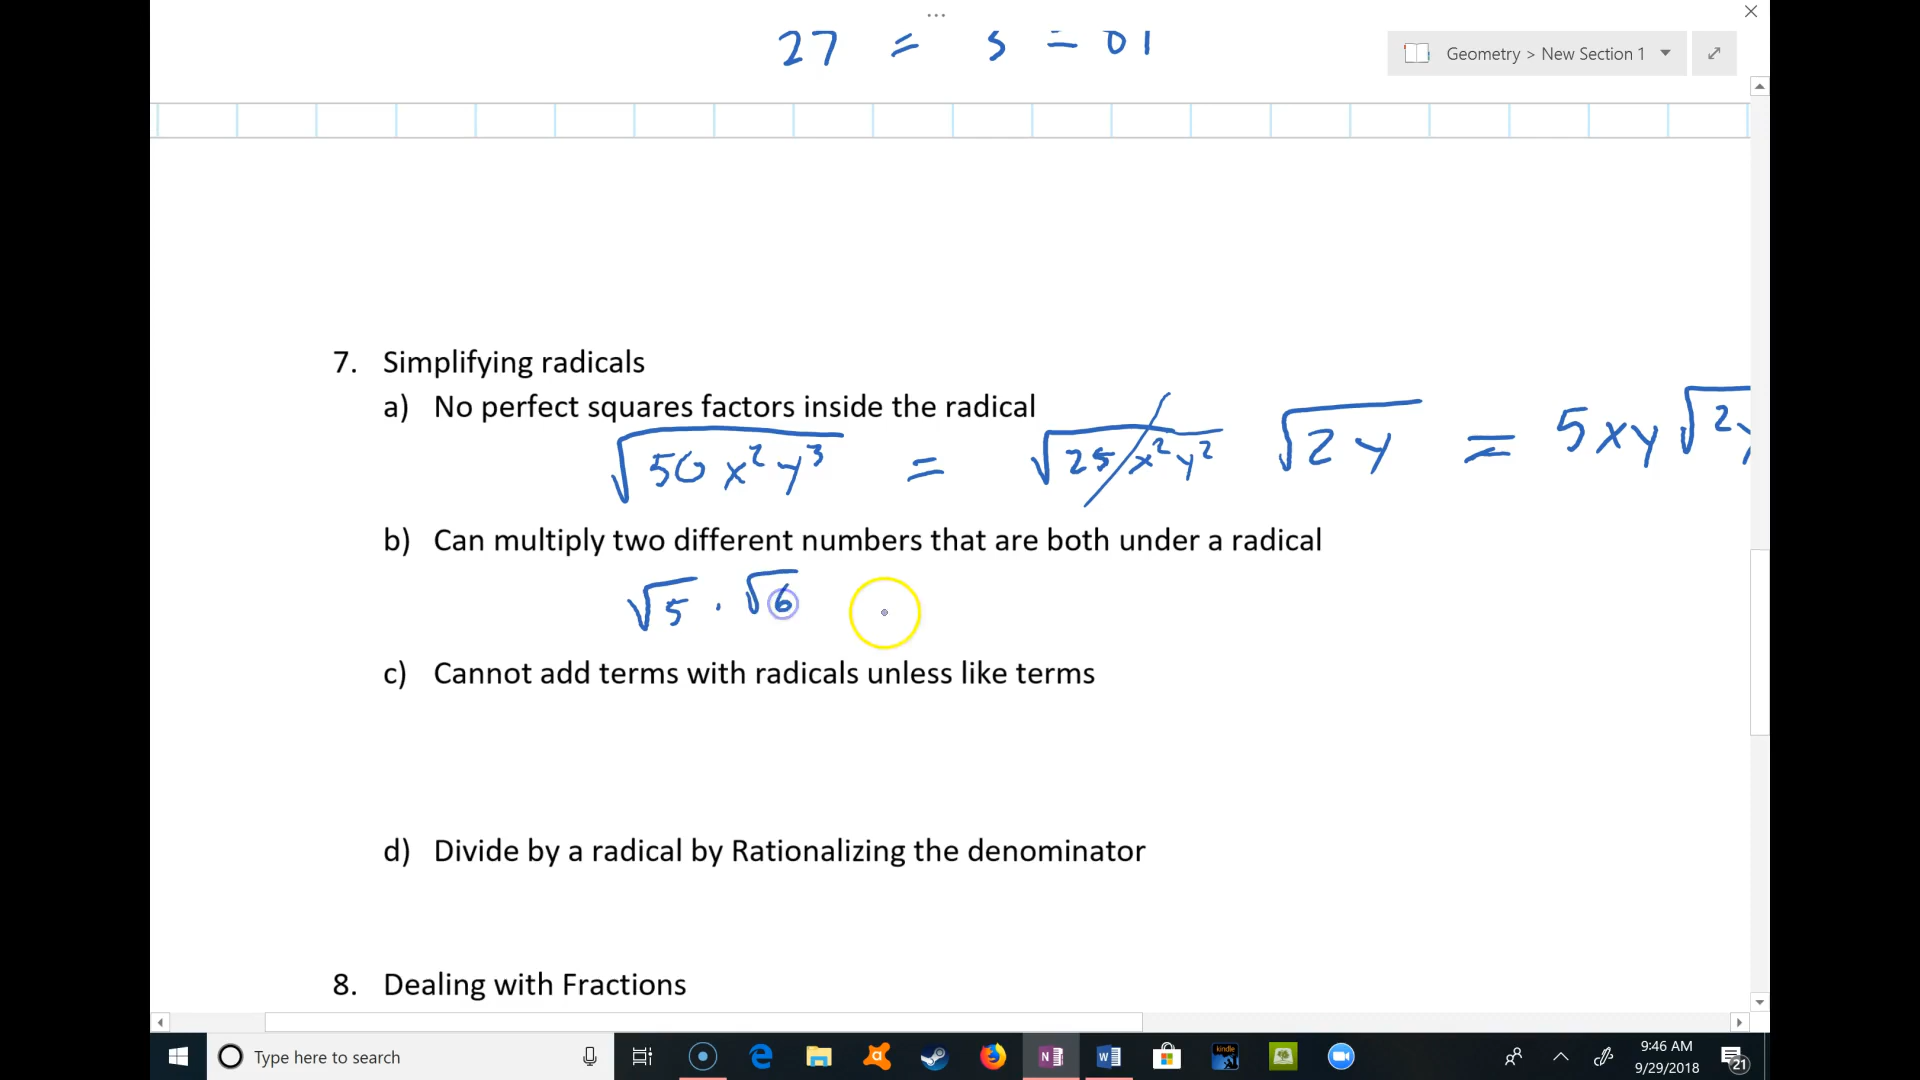 27 = s = 01
Geometry > New Section 1
7. Simplifying radicals
a) No perfect squares factors inside the radical
√50x²y³ = √25x²y² √2y = 5xy√2y
b) Can multiply two different numbers that are both under a radical
√5 · √6
c) Cannot add terms with radicals unless like terms
d) Divide by a radical by Rationalizing the denominator
8. Dealing with Fractions
Type here to search
kindle
9:46 AM
9/29/2018
21